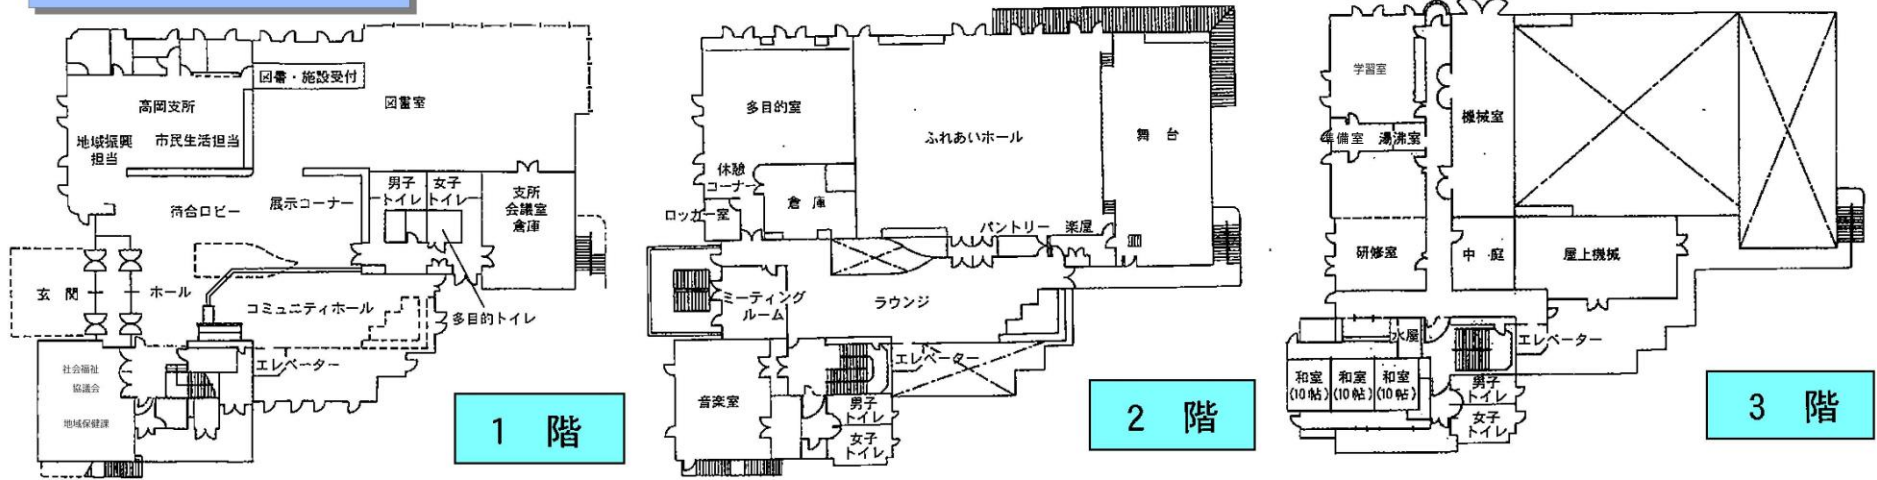 図書・施設受付
図書室
高岡支所
地域振興
担当
市民生活担当
待合ロビー
展示コーナー
男子
トイレ
女子
トイレ
支所
会議室
倉庫
玄関
ホール
コミュニティホール
多目的トイレ
エレベーター
社会福祉
協議会
地域保健課
1 階
多目的室
ふれあいホール
舞 台
休憩
コーナー
倉 庫
ロッカー室
パントリー
楽屋
ミーティング
ルーム
ラウンジ
エレベーター
音楽室
男子
トイレ
女子
トイレ
2 階
学習室
機械室
準備室
湯沸室
研修室
中・庭
屋上機械
水屋
エレベーター
和室
(10帖)
和室
(10帖)
和室
(10帖)
男子
トイレ
女子
トイレ
3 階